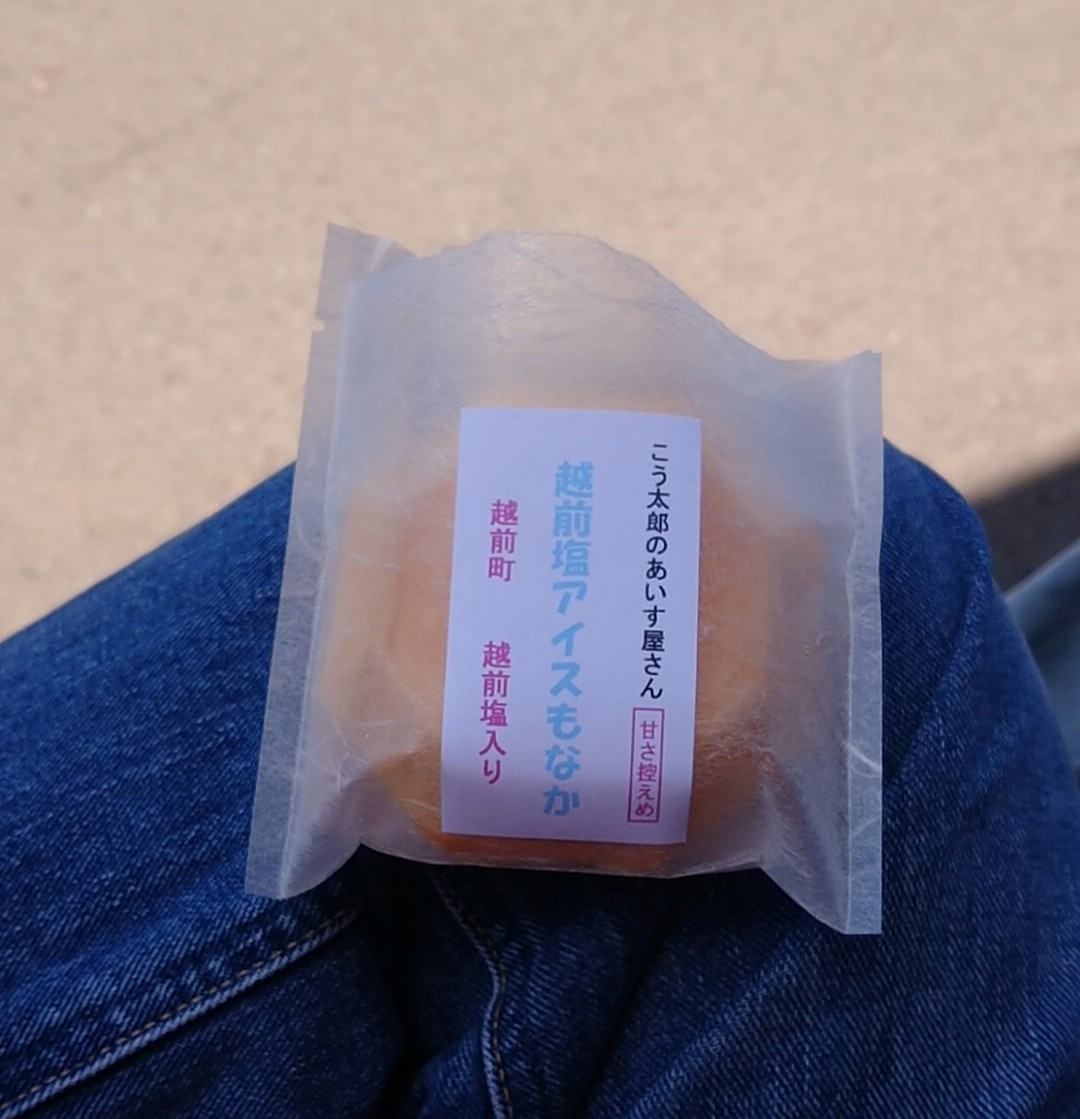 こう太郎のあいす屋さん
甘さ控えめ
越前塩アイスもなか
越前町
越前塩入り